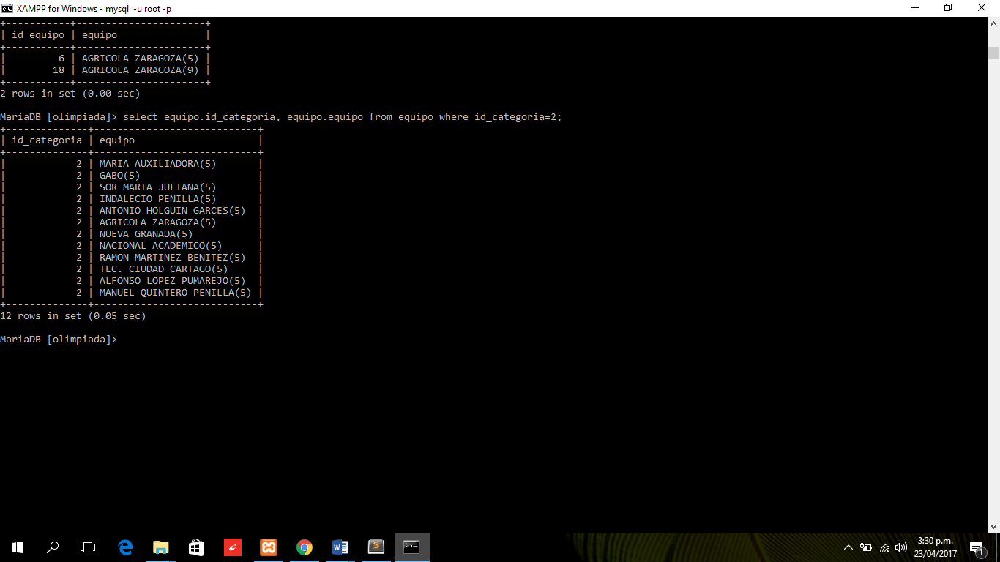 XAMPP for Windows - mysql  -u root -p
+-----------+----------------------+
| id_equipo | equipo               |
+-----------+----------------------+
|         6 | AGRICOLA ZARAGOZA(5) |
|        18 | AGRICOLA ZARAGOZA(9) |
+-----------+----------------------+
2 rows in set (0.00 sec)

MariaDB [olimpiada]> select equipo.id_categoria, equipo.equipo from equipo where id_categoria=2;
+--------------+----------------------------+
| id_categoria | equipo                     |
+--------------+----------------------------+
|            2 | MARIA AUXILIADORA(5)       |
|            2 | GABO(5)                    |
|            2 | SOR MARIA JULIANA(5)       |
|            2 | INDALECIO PENILLA(5)       |
|            2 | ANTONIO HOLGUIN GARCES(5)  |
|            2 | AGRICOLA ZARAGOZA(5)       |
|            2 | NUEVA GRANADA(5)           |
|            2 | NACIONAL ACADEMICO(5)      |
|            2 | RAMON MARTINEZ BENITEZ(5)  |
|            2 | TEC. CIUDAD CARTAGO(5)     |
|            2 | ALFONSO LOPEZ PUMAREJO(5)  |
|            2 | MANUEL QUINTERO PENILLA(5) |
+--------------+----------------------------+
12 rows in set (0.05 sec)

MariaDB [olimpiada]>
3:30 p.m.
23/04/2017
1